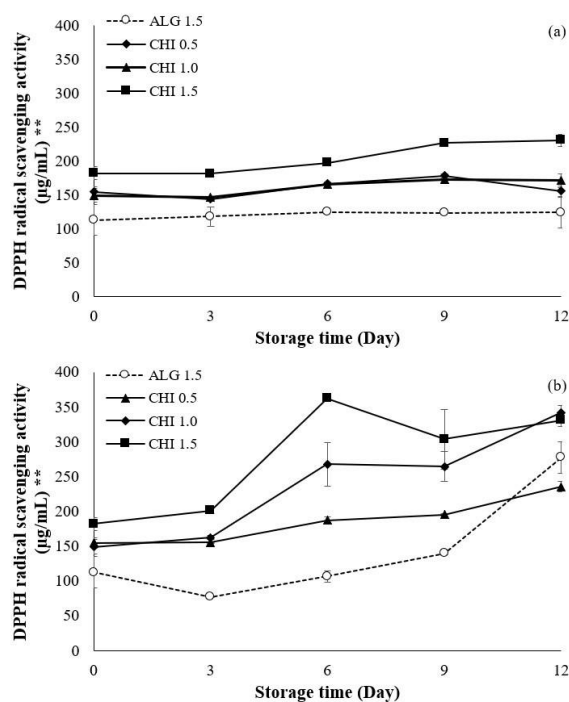 (a)
ALG 1.5
CHI 0.5
CHI 1.0
CHI 1.5
DPPH radical scavenging activity
(µg/mL) **
400
350
300
250
200
150
100
50
0
0 3 6 9 12
Storage time (Day)
(b)
ALG 1.5
CHI 0.5
CHI 1.0
CHI 1.5
DPPH radical scavenging activity
(µg/mL) **
400
350
300
250
200
150
100
50
0
0 3 6 9 12
Storage time (Day)